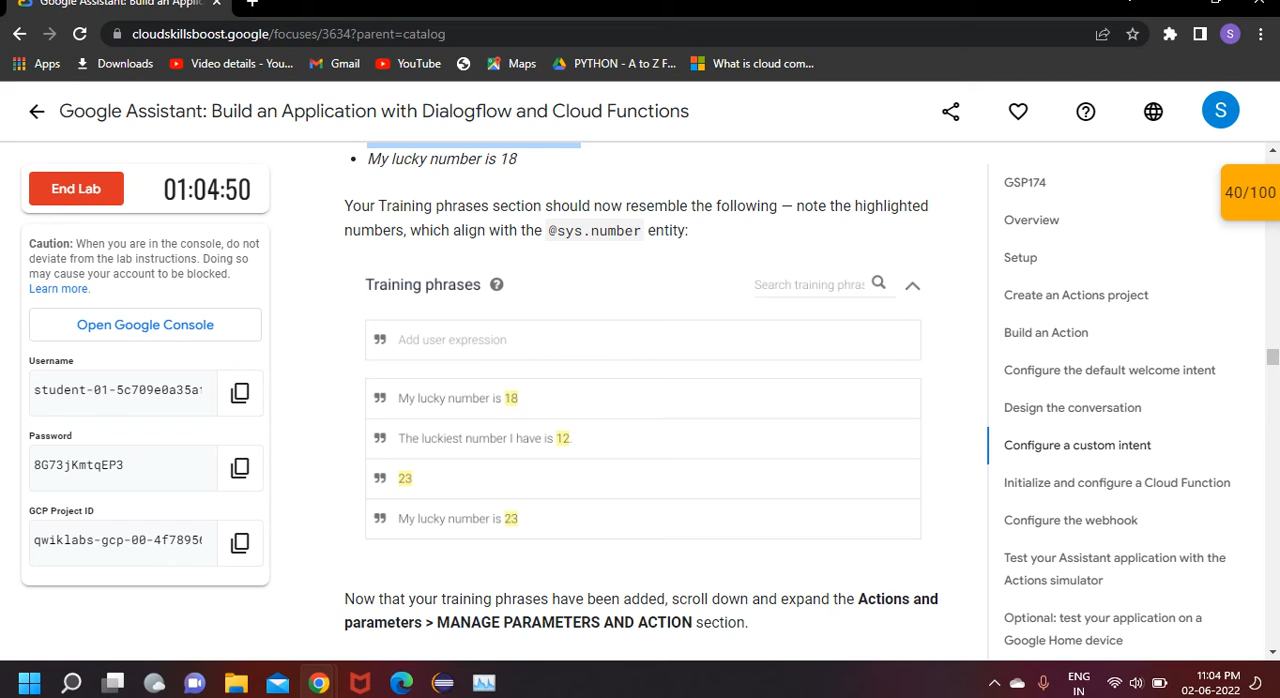 Google Assistant: Build an Applic
cloudskillsboost.google/focuses/3634?parent=catalog
S
Apps
Downloads
Video details - You...
Gmail
YouTube
Maps
PYTHON - A to Z F...
What is cloud com...
Google Assistant: Build an Application with Dialogflow and Cloud Functions
S
End Lab
01:04:50
Caution: When you are in the console, do not
deviate from the lab instructions. Doing so
may cause your account to be blocked.
Learn more.
Open Google Console
Username
student-01-5c709e0a35a
Password
8G73jKmtqEP3
GCP Project ID
qwiklabs-gcp-00-4f7895
• My lucky number is 18
Your Training phrases section should now resemble the following — note the highlighted
numbers, which align with the @sys.number entity:
Training phrases
Search training phras
Add user expression
My lucky number is 18
The luckiest number I have is 12.
23
My lucky number is 23
Now that your training phrases have been added, scroll down and expand the Actions and
parameters > MANAGE PARAMETERS AND ACTION section.
GSP174
40/100
Overview
Setup
Create an Actions project
Build an Action
Configure the default welcome intent
Design the conversation
Configure a custom intent
Initialize and configure a Cloud Function
Configure the webhook
Test your Assistant application with the
Actions simulator
Optional: test your application on a
Google Home device
ENG
IN
11:04 PM
02-06-2022